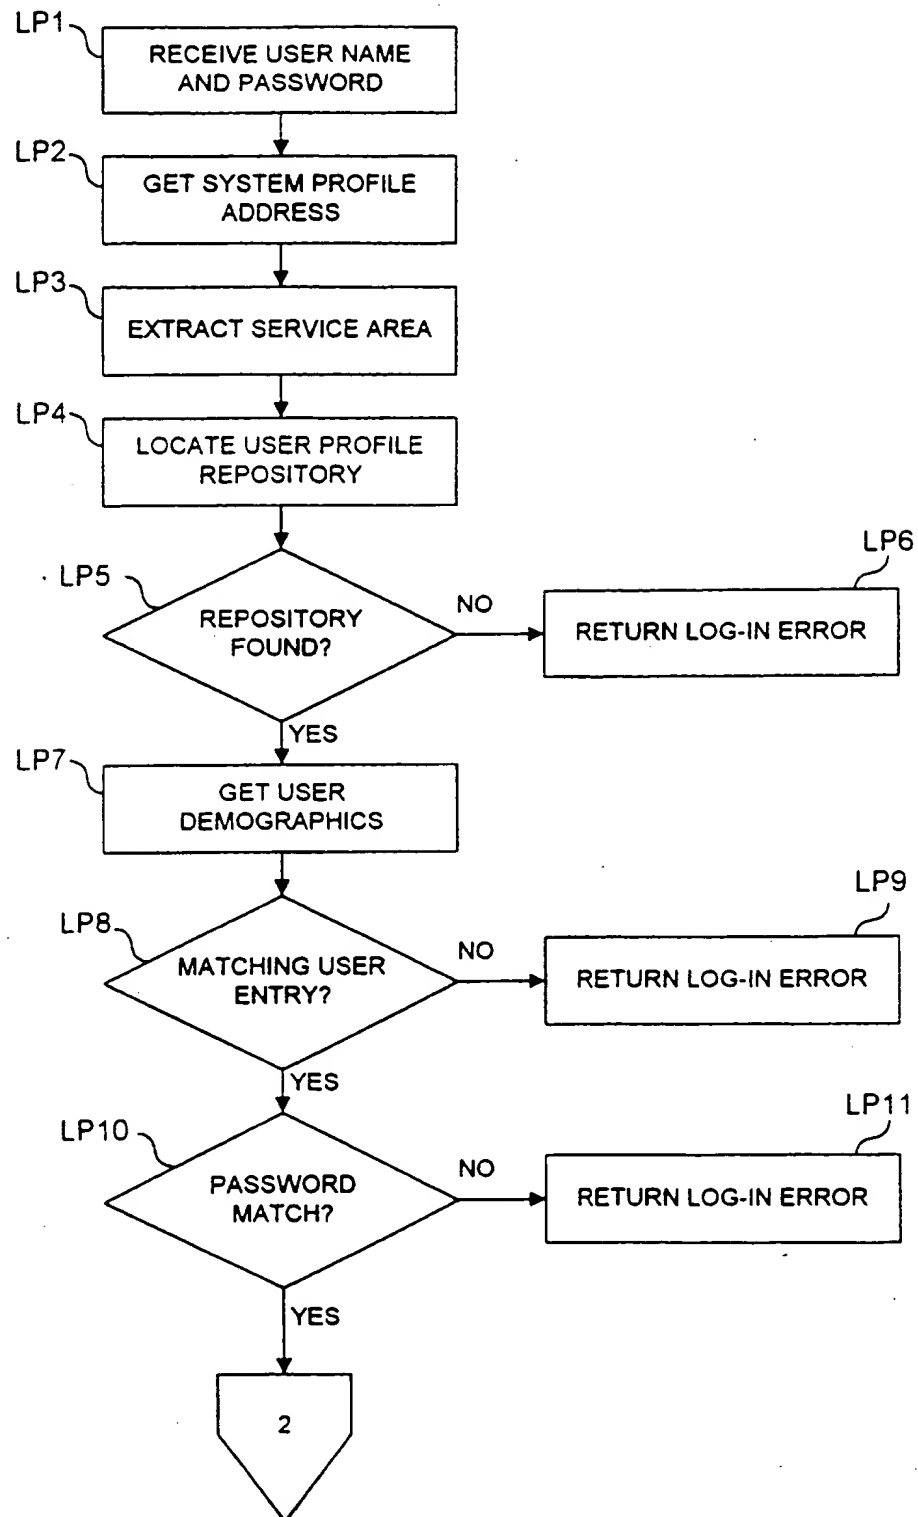 LP1
RECEIVE USER NAME
AND PASSWORD
LP2
GET SYSTEM PROFILE
ADDRESS
LP3
EXTRACT SERVICE AREA
LP4
LOCATE USER PROFILE
REPOSITORY
LP5
REPOSITORY
FOUND?
NO
LP6
RETURN LOG-IN ERROR
YES
LP7
GET USER
DEMOGRAPHICS
LP8
MATCHING USER
ENTRY?
NO
LP9
RETURN LOG-IN ERROR
YES
LP10
PASSWORD
MATCH?
NO
LP11
RETURN LOG-IN ERROR
YES
2